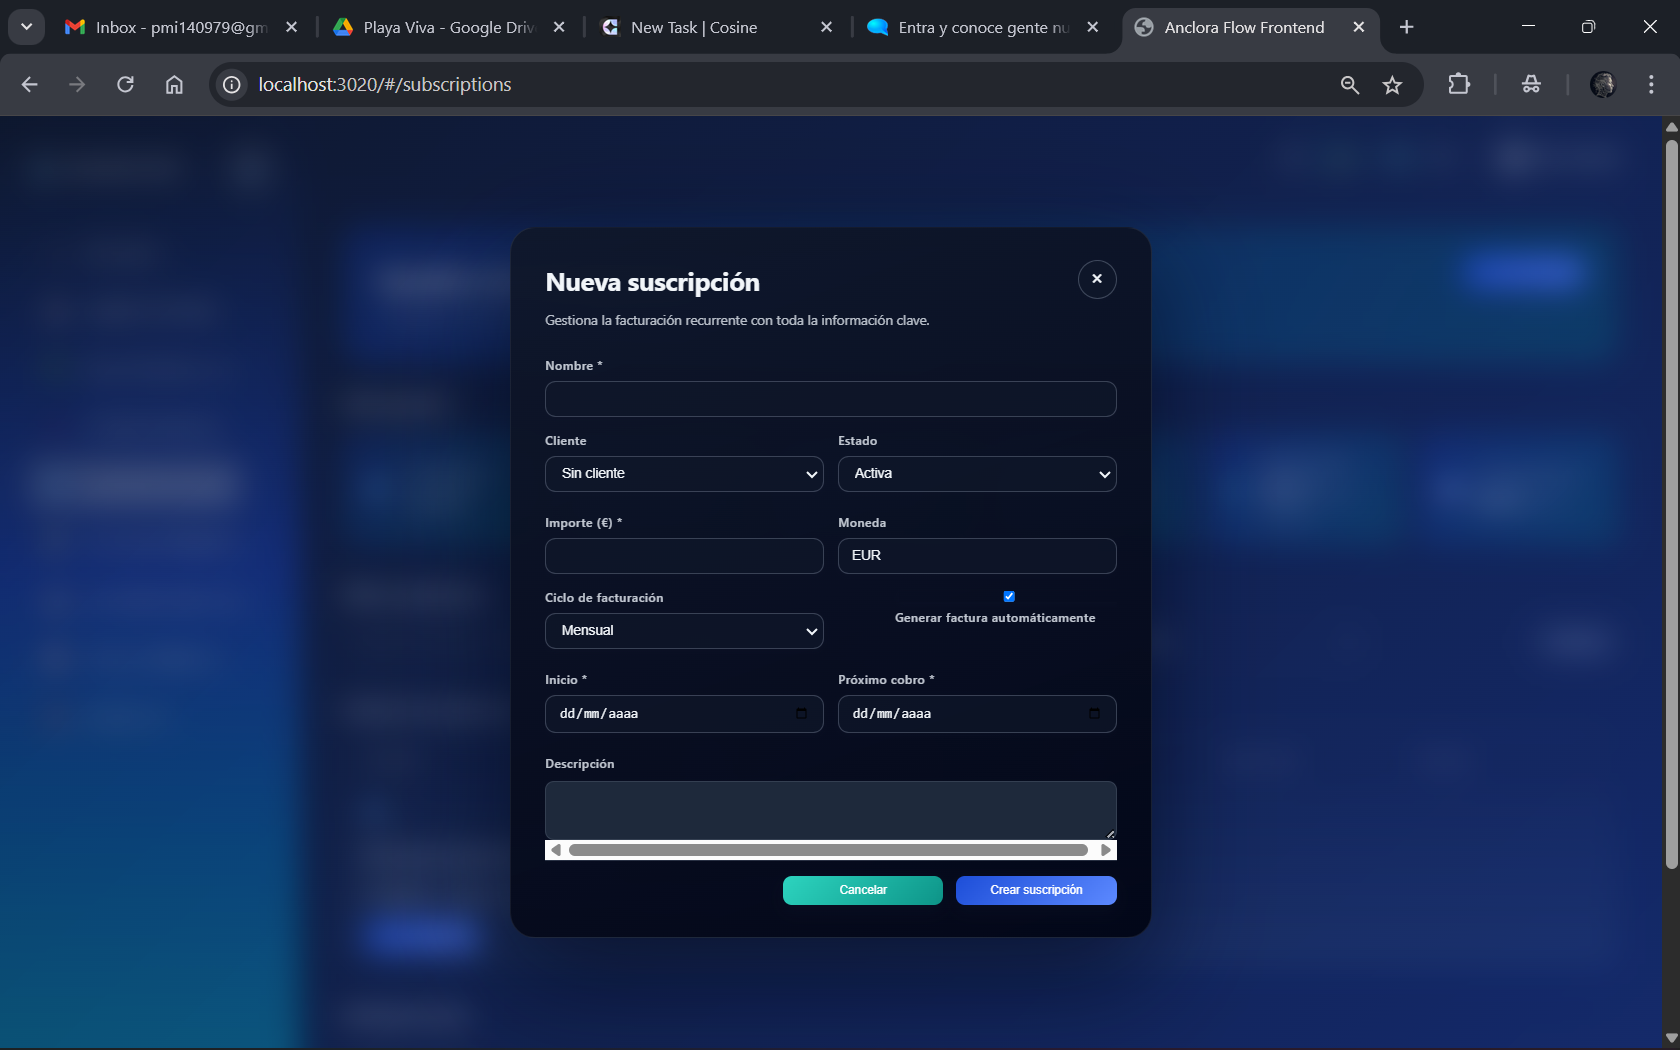 Inbox - pmi140979@gm
Playa Viva - Google Driv
New Task | Cosine
Entra y conoce gente nu
Anclora Flow Frontend
localhost:3020/#/subscriptions
Nueva suscripción
Gestiona la facturación recurrente con toda la información clave.
Nombre *
Cliente
Estado
Sin cliente
Activa
Importe (€) *
Moneda
EUR
Ciclo de facturación
Generar factura automáticamente
Mensual
Inicio *
Próximo cobro *
dd/mm/aaaa
dd/mm/aaaa
Descripción
Cancelar
Crear suscripción